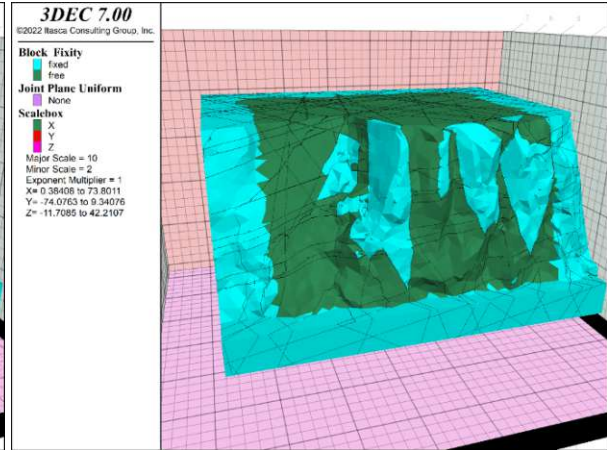 3DEC 7.00
©2022 Itasca Consulting Group, Inc.
Block Fixity
fixed
free
Joint Plane Uniform
None
Scalebox
X
Y
Z
Major Scale = 10
Minor Scale = 2
Exponent Multiplier = 1
X= 0.38408 to 73.8011
Y= -74.0763 to 9.34076
Z= -11.7085 to 42.2107